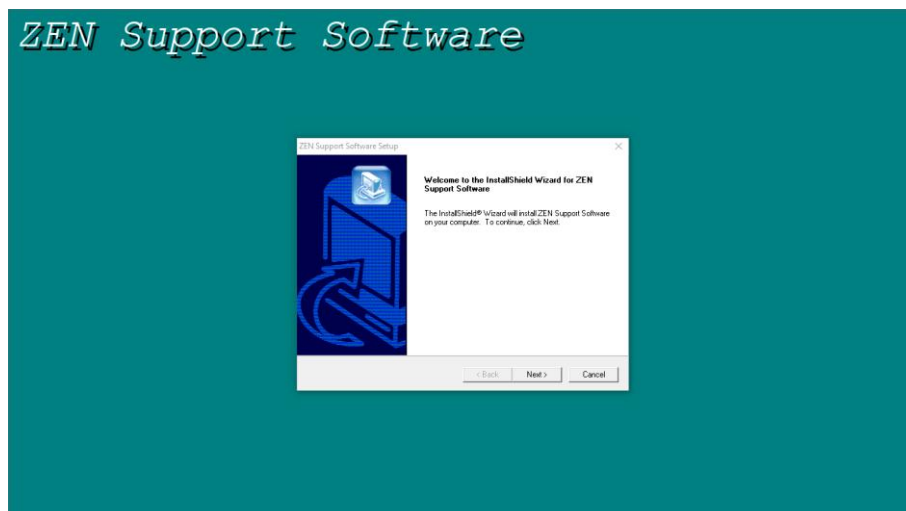 ZEN Support Software
ZEN Support Software Setup
Welcome to the InstallShield Wizard for ZEN
Support Software
The InstallShield® Wizard will install ZEN Support Software
on your computer. To continue, click Next.
< Back
Next >
Cancel